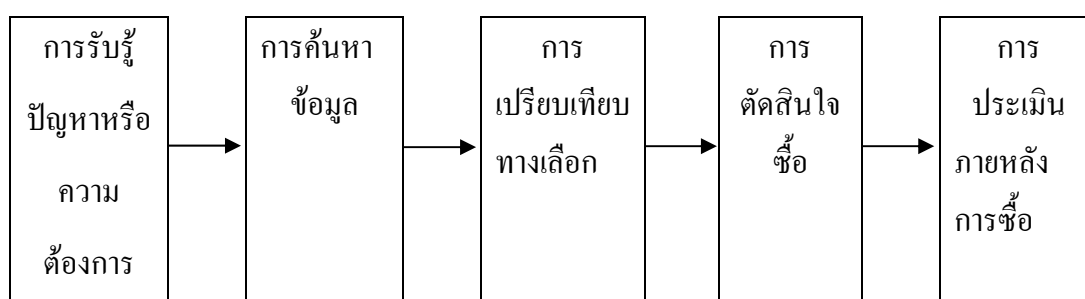 การรับรู้
ปัญหาหรือ
ความ
ต้องการ
การค้นหา
ข้อมูล
การ
เปรียบเทียบ
ทางเลือก
การ
ตัดสินใจ
ซื้อ
การ
ประเมิน
ภายหลัง
การซื้อ